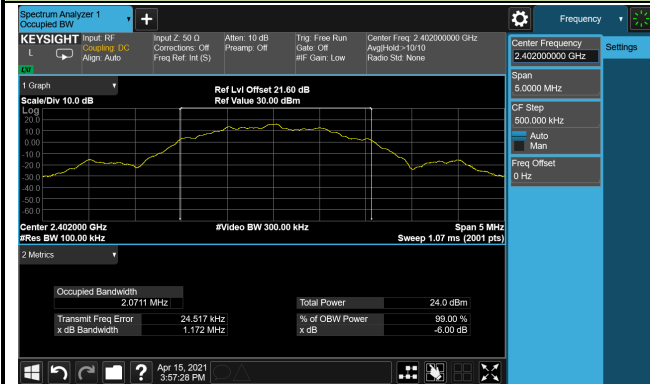 Spectrum Analyzer 1
Occupied BW
Frequency
KEYSIGHT
L
Input: RF
Coupling: DC
Align: Auto
Input Z: 50 Ω
Corrections: Off
Freq Ref: Int (S)
Atten: 10 dB
Preamp: Off
Trig: Free Run
Gate: Off
#IF Gain: Low
Center Freq: 2.402000000 GHz
Avg|Hold:>10/10
Radio Std: None
LXI
Center Frequency
2.402000000 GHz
Settings
Span
5.0000 MHz
CF Step
500.000 kHz
Auto
Man
Freq Offset
0 Hz
1 Graph
Scale/Div 10.0 dB
Ref Lvl Offset 21.60 dB
Ref Value 30.00 dBm
Log
20.0
10.0
0.00
-10.0
-20.0
-30.0
-40.0
-50.0
-60.0
Center 2.402000 GHz
#Video BW 300.00 kHz
Span 5 MHz
#Res BW 100.00 kHz
Sweep 1.07 ms (2001 pts)
2 Metrics
Occupied Bandwidth
2.0711 MHz
Total Power 24.0 dBm
Transmit Freq Error 24.517 kHz
% of OBW Power 99.00 %
x dB Bandwidth 1.172 MHz
x dB -6.00 dB
Apr 15, 2021
3:57:28 PM